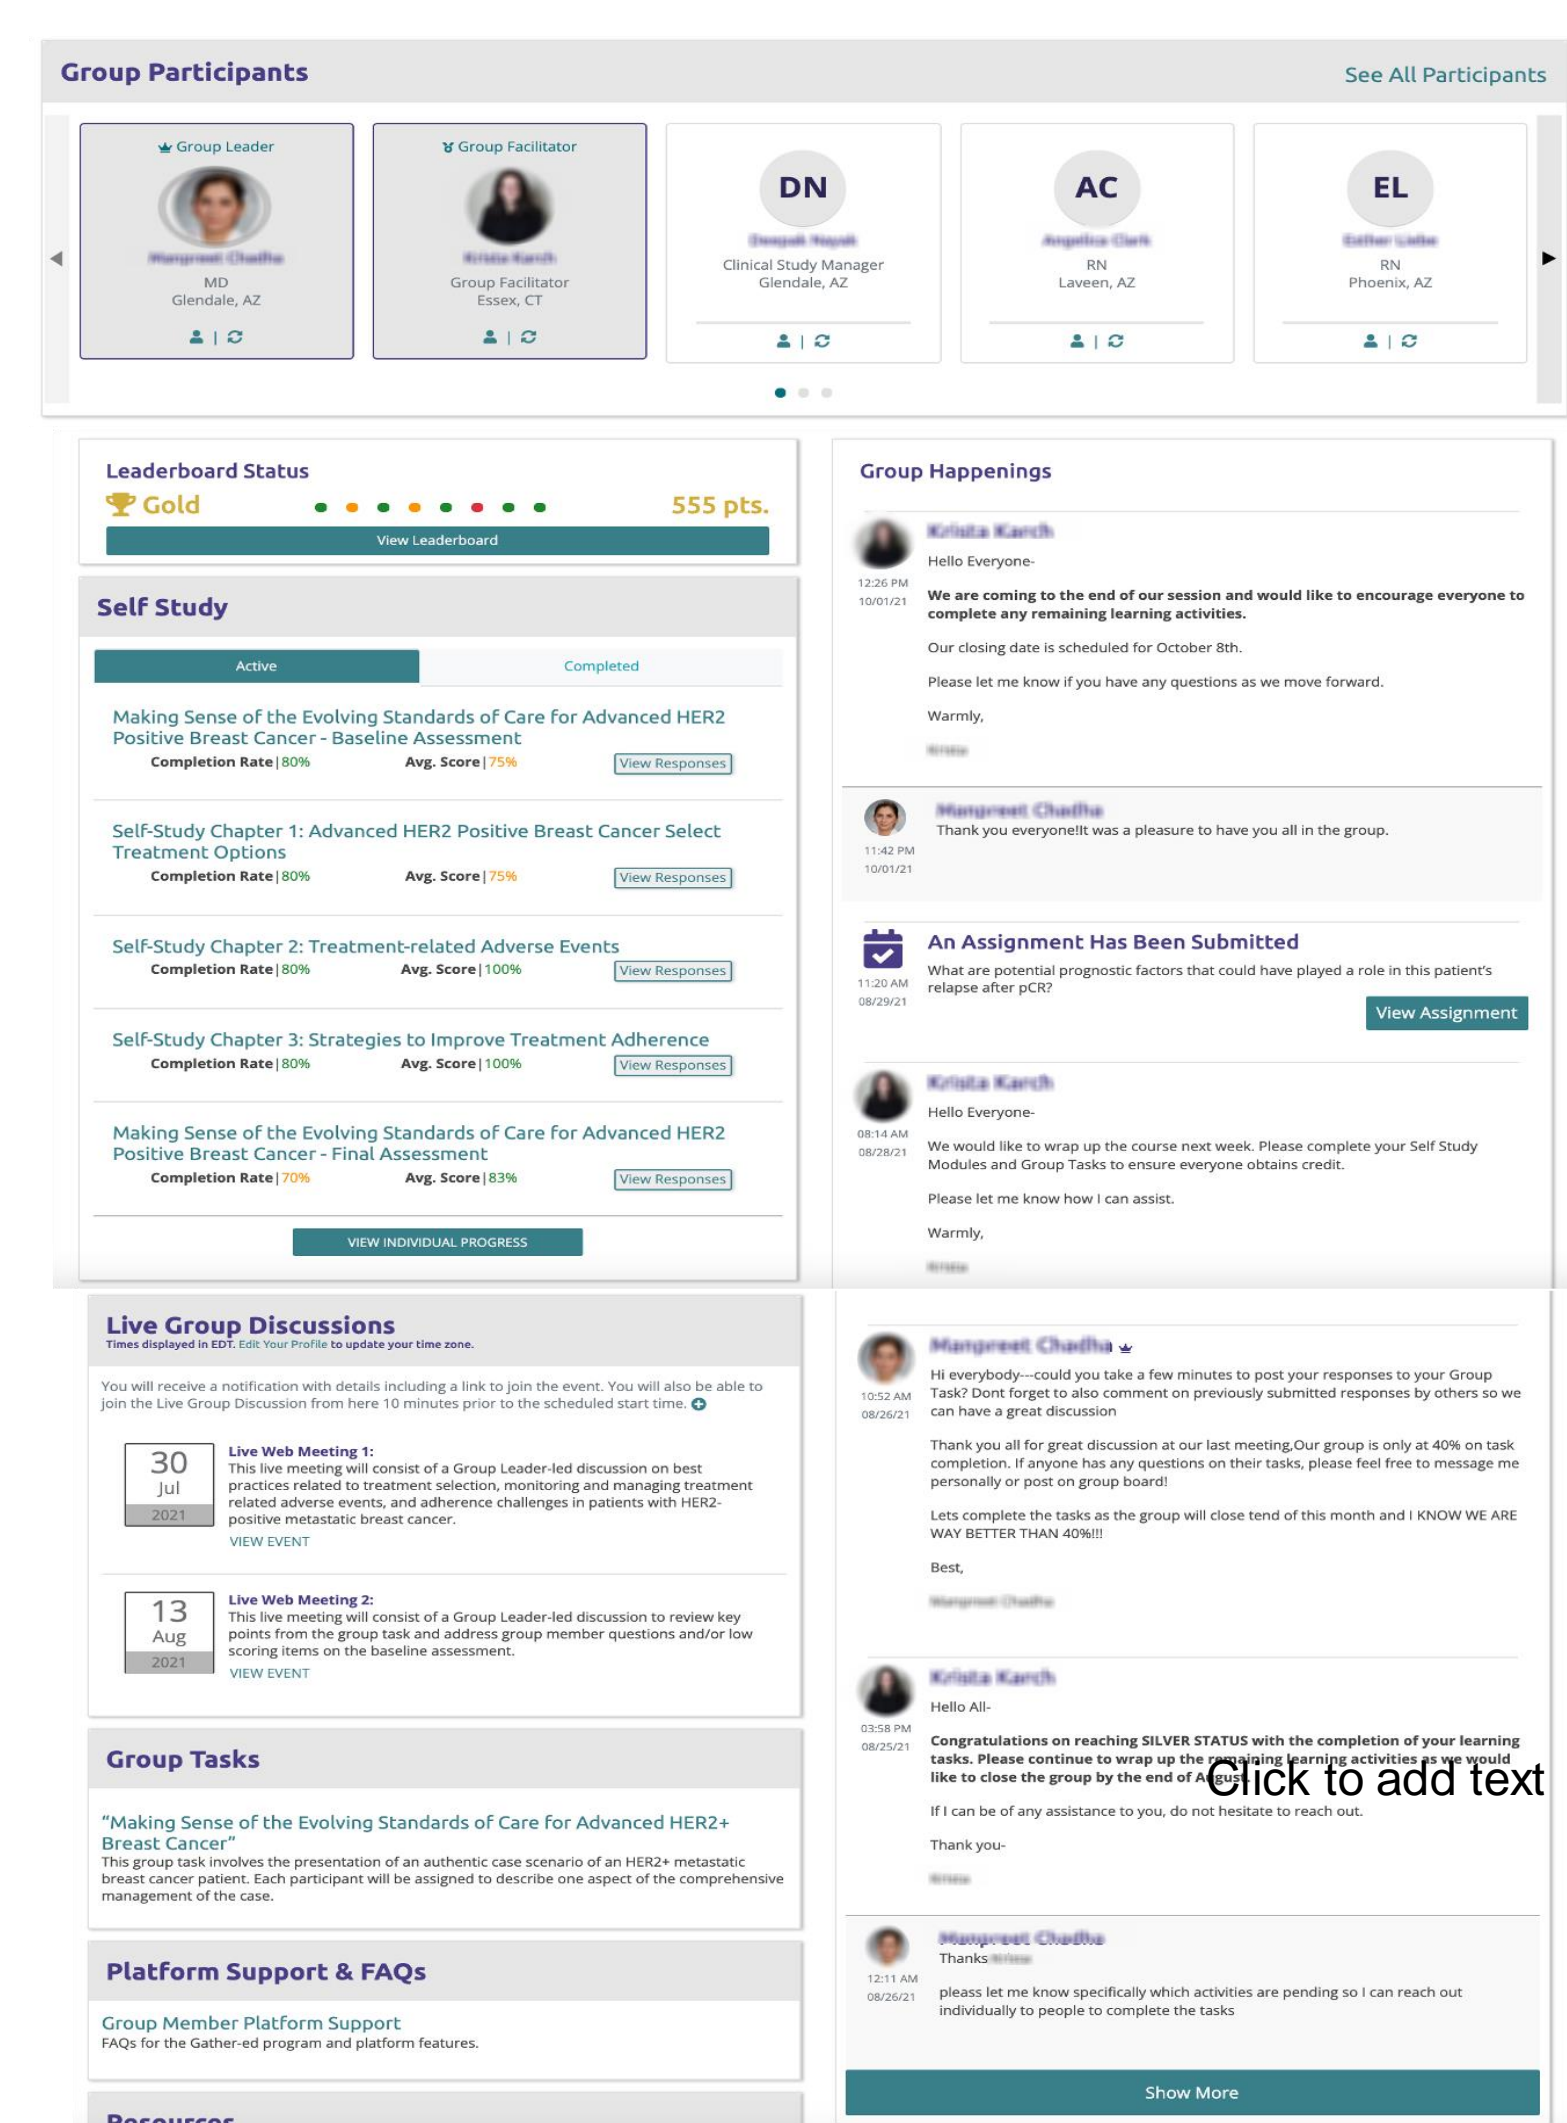 Group Participants
See All Participants
Group Leader
MD
Glendale, AZ
Group Facilitator
Group Facilitator
Essex, CT
DN
Clinical Study Manager
Glendale, AZ
AC
RN
Laveen, AZ
EL
RN
Phoenix, AZ
Leaderboard Status
Gold
555 pts.
View Leaderboard
Self Study
Active
Completed
Making Sense of the Evolving Standards of Care for Advanced HER2
Positive Breast Cancer - Baseline Assessment
Completion Rate|80% Avg. Score|75% View Responses
Self-Study Chapter 1: Advanced HER2 Positive Breast Cancer Select
Treatment Options
Completion Rate|80% Avg. Score|75% View Responses
Self-Study Chapter 2: Treatment-related Adverse Events
Completion Rate|80% Avg. Score|100% View Responses
Self-Study Chapter 3: Strategies to Improve Treatment Adherence
Completion Rate|80% Avg. Score|100% View Responses
Making Sense of the Evolving Standards of Care for Advanced HER2
Positive Breast Cancer - Final Assessment
Completion Rate|70% Avg. Score|83% View Responses
VIEW INDIVIDUAL PROGRESS
Live Group Discussions
Times displayed in EDT. Edit Your Profile to update your time zone.
You will receive a notification with details including a link to join the event. You will also be able to
join the Live Group Discussion from here 10 minutes prior to the scheduled start time.
30
Jul
2021
Live Web Meeting 1:
This live meeting will consist of a Group Leader-led discussion on best
practices related to treatment selection, monitoring and managing treatment
related adverse events, and adherence challenges in patients with HER2-
positive metastatic breast cancer.
VIEW EVENT
13
Aug
2021
Live Web Meeting 2:
This live meeting will consist of a Group Leader-led discussion to review key
points from the group task and address group member questions and/or low
scoring items on the baseline assessment.
VIEW EVENT
Group Tasks
“Making Sense of the Evolving Standards of Care for Advanced HER2+
Breast Cancer”
This group task involves the presentation of an authentic case scenario of an HER2+ metastatic
breast cancer patient. Each participant will be assigned to describe one aspect of the comprehensive
management of the case.
Platform Support & FAQs
Group Member Platform Support
FAQs for the Gather-ed program and platform features.
Resources
Group Happenings
12:26 PM
10/01/21
Hello Everyone-
We are coming to the end of our session and would like to encourage everyone to
complete any remaining learning activities.
Our closing date is scheduled for October 8th.
Please let me know if you have any questions as we move forward.
Warmly,
11:42 PM
10/01/21
Thank you everyone!It was a pleasure to have you all in the group.
11:20 AM
08/29/21
An Assignment Has Been Submitted
What are potential prognostic factors that could have played a role in this patient's
relapse after pCR?
View Assignment
08:14 AM
08/28/21
Hello Everyone-
We would like to wrap up the course next week. Please complete your Self Study
Modules and Group Tasks to ensure everyone obtains credit.
Please let me know how I can assist.
Warmly,
10:52 AM
08/26/21
Hi everybody---could you take a few minutes to post your responses to your Group
Task? Dont forget to also comment on previously submitted responses by others so we
can have a great discussion
Thank you all for great discussion at our last meeting,Our group is only at 40% on task
completion. If anyone has any questions on their tasks, please feel free to message me
personally or post on group board!
Lets complete the tasks as the group will close tend of this month and I KNOW WE ARE
WAY BETTER THAN 40%!!!
Best,
03:58 PM
08/25/21
Hello All-
Congratulations on reaching SILVER STATUS with the completion of your learning
tasks. Please continue to wrap up the remaining learning activities as we would
like to close the group by the end of August.
Click to add text
If I can be of any assistance to you, do not hesitate to reach out.
Thank you-
12:11 AM
08/26/21
Thanks
pleass let me know specifically which activities are pending so I can reach out
individually to people to complete the tasks
Show More